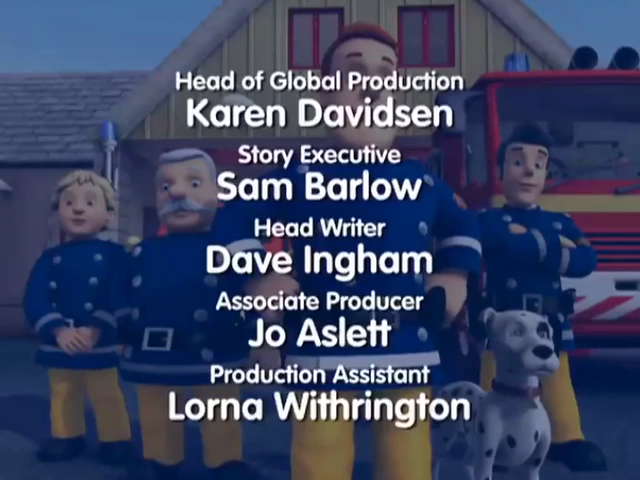 Head of Global Production
Karen Davidsen
Story Executive
Sam Barlow
Head Writer
Dave Ingham
Associate Producer
Jo Aslett
Production Assistant
Lorna Withrington